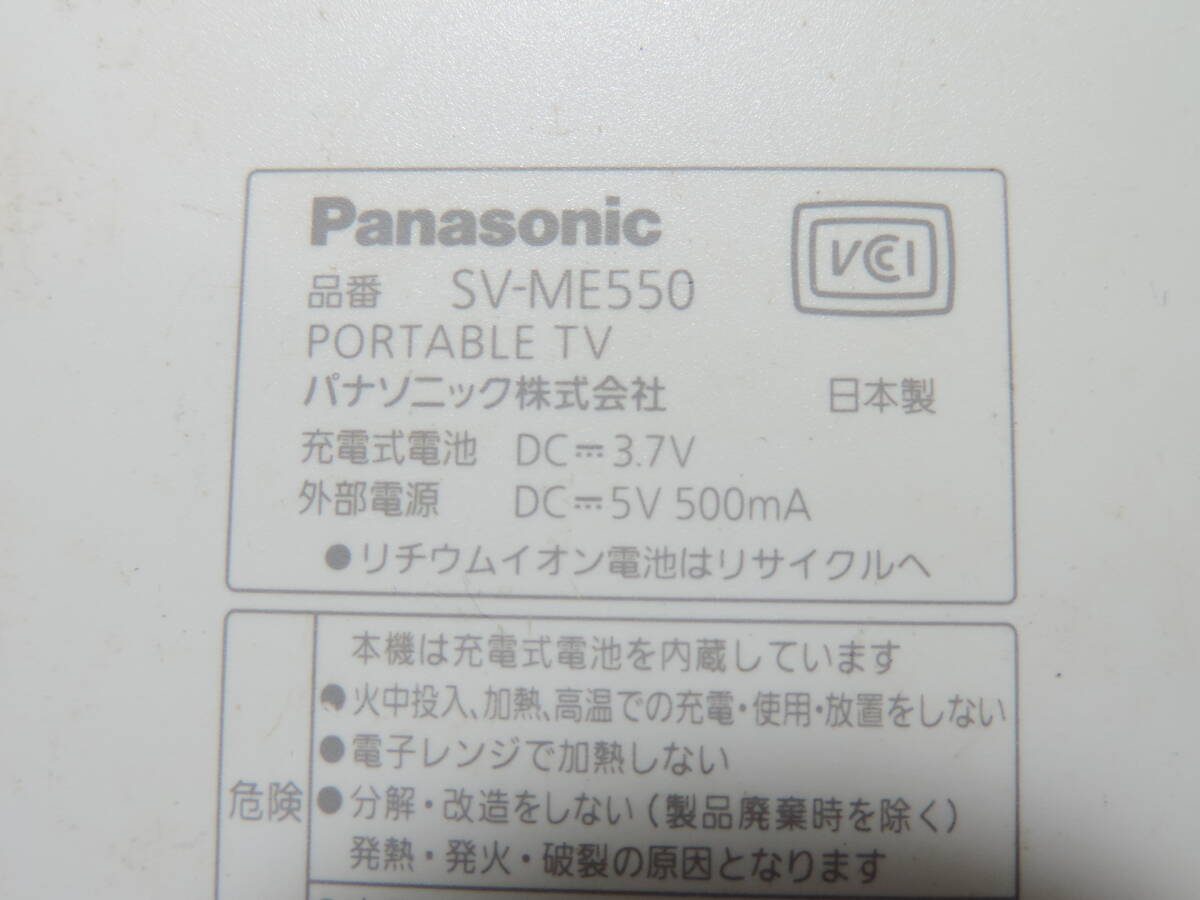 Panasonic
VCCI
品番 SV-ME550
PORTABLE TV
パナソニック株式会社 日本製
充電式電池 DC⎓3.7V
外部電源 DC⎓5V 500mA
●リチウムイオン電池はリサイクルへ
危険
本機は充電式電池を内蔵しています
●火中投入、加熱、高温での充電・使用・放置をしない
●電子レンジで加熱しない
●分解・改造をしない(製品廃棄時を除く)
発熱・発火・破裂の原因となります